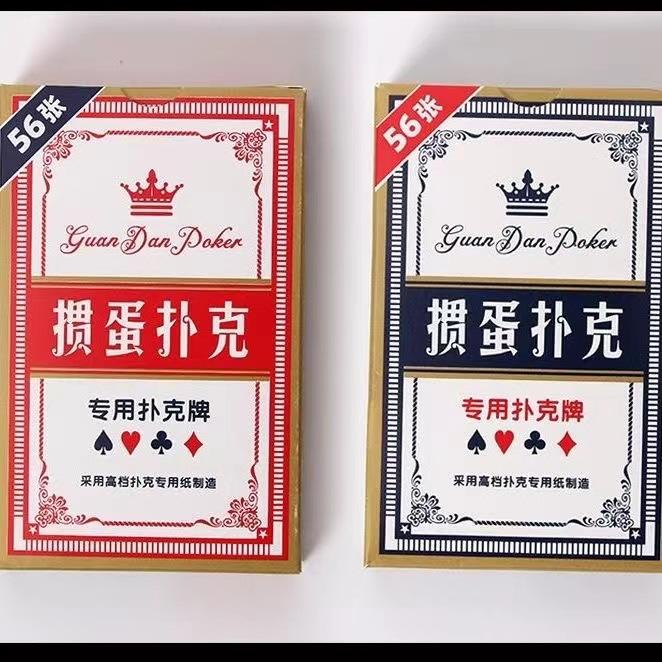 56张
Guan Dan Poker
掼蛋扑克
专用扑克牌
采用高档扑克专用纸制造
56张
Guan Dan Poker
掼蛋扑克
专用扑克牌
采用高档扑克专用纸制造